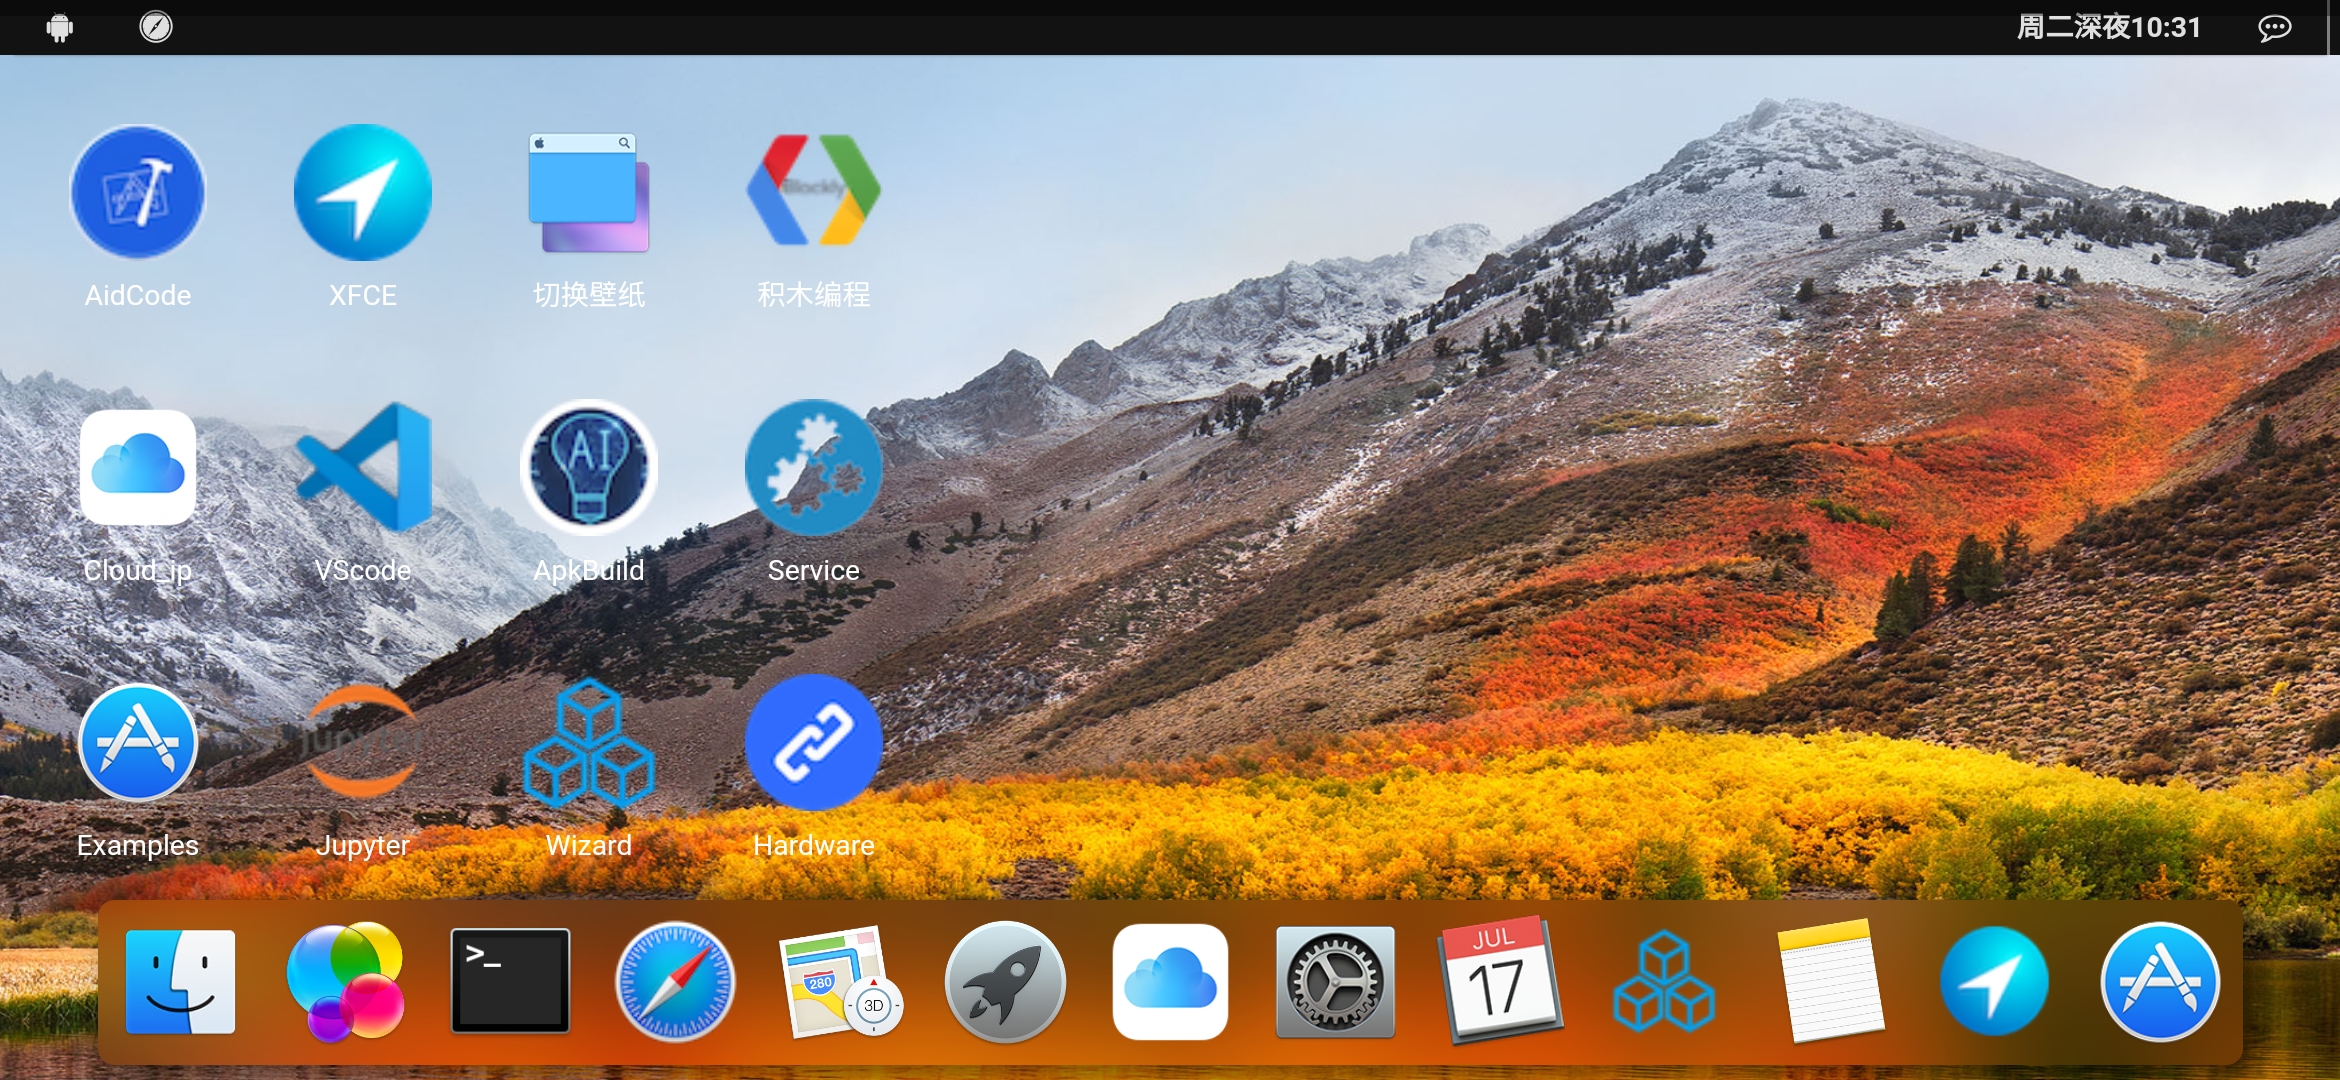 周二深夜10:31
AidCode
XFCE
切换壁纸
Blockly
积木编程
Cloud_ip
VScode
AI
ApkBuild
Service
Examples
Jupyter
Jupyter
Wizard
Hardware
>_
280
3D
JUL
17